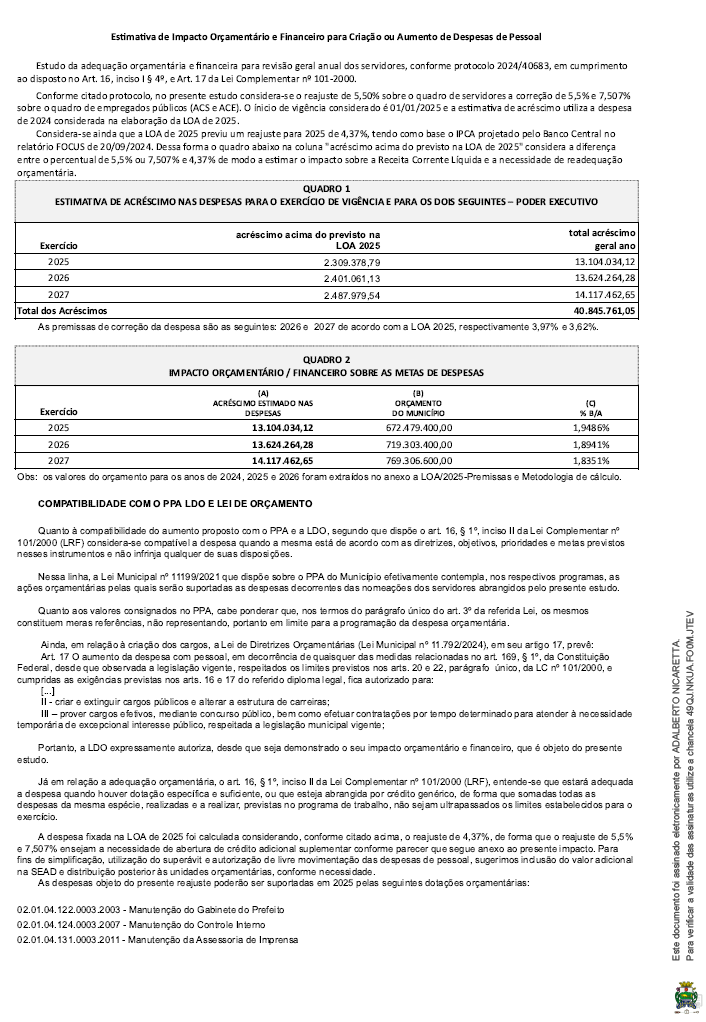 Estimativa de Impacto Orçamentário e Financeiro para Criação ou Aumento de Despesas de Pessoal
Estudo da adequação orçamentária e financeira para revisão geral anual dos servidores, conforme protocolo 2024/40683, em cumprimento
ao disposto no Art. 16, inciso I § 4º, e Art. 17 da Lei Complementar nº 101-2000.
Conforme citado protocolo, no presente estudo considera-se o reajuste de 5,50% sobre o quadro de servidores a correção de 5,5% e 7,507%
sobre o quadro de empregados públicos (ACS e ACE). O ínicio de vigência considerado é 01/01/2025 e a estimativa de acréscimo utiliza a despesa
de 2024 considerada na elaboração da LOA de 2025.
Considera-se ainda que a LOA de 2025 previu um reajuste para 2025 de 4,37%, tendo como base o IPCA projetado pelo Banco Central no
relatório FOCUS de 20/09/2024. Dessa forma o quadro abaixo na coluna "acréscimo acima do previsto na LOA de 2025" considera a diferença
entre o percentual de 5,5% ou 7,507% e 4,37% de modo a estimar o impacto sobre a Receita Corrente Líquida e a necessidade de readequação
orçamentária.
QUADRO 1
ESTIMATIVA DE ACRÉSCIMO NAS DESPESAS PARA O EXERCÍCIO DE VIGÊNCIA E PARA OS DOIS SEGUINTES – PODER EXECUTIVO
Exercício acréscimo acima do previsto na LOA 2025 total acréscimo geral ano
2025 2.309.378,79 13.104.034,12
2026 2.401.061,13 13.624.264,28
2027 2.487.979,54 14.117.462,65
Total dos Acréscimos 40.845.761,05
As premissas de correção da despesa são as seguintes: 2026 e 2027 de acordo com a LOA 2025, respectivamente 3,97% e 3,62%.
QUADRO 2
IMPACTO ORÇAMENTÁRIO / FINANCEIRO SOBRE AS METAS DE DESPESAS
Exercício (A) ACRÉSCIMO ESTIMADO NAS DESPESAS (B) ORÇAMENTO DO MUNICÍPIO (C) % B/A
2025 13.104.034,12 672.479.400,00 1,9486%
2026 13.624.264,28 719.303.400,00 1,8941%
2027 14.117.462,65 769.306.600,00 1,8351%
Obs: os valores do orçamento para os anos de 2024, 2025 e 2026 foram extraídos no anexo a LOA/2025-Premissas e Metodologia de cálculo.
COMPATIBILIDADE COM O PPA LDO E LEI DE ORÇAMENTO
Quanto à compatibilidade do aumento proposto com o PPA e a LDO, segundo que dispõe o art. 16, § 1º, inciso II da Lei Complementar nº
101/2000 (LRF) considera-se compatível a despesa quando a mesma está de acordo com as diretrizes, objetivos, prioridades e metas previstos
nesses instrumentos e não infrinja qualquer de suas disposições.
Nessa linha, a Lei Municipal nº 11199/2021 que dispõe sobre o PPA do Município efetivamente contempla, nos respectivos programas, as
ações orçamentárias pelas quais serão suportadas as despesas decorrentes das nomeações dos servidores abrangidos pelo presente estudo.
Quanto aos valores consignados no PPA, cabe ponderar que, nos termos do parágrafo único do art. 3º da referida Lei, os mesmos
constituem meras referências, não representando, portanto em limite para a programação da despesa orçamentária.
Ainda, em relação à criação dos cargos, a Lei de Diretrizes Orçamentárias (Lei Municipal nº 11.792/2024), em seu artigo 17, prevê:
Art. 17 O aumento da despesa com pessoal, em decorrência de quaisquer das medidas relacionadas no art. 169, § 1º, da Constituição
Federal, desde que observada a legislação vigente, respeitados os limites previstos nos arts. 20 e 22, parágrafo único, da LC nº 101/2000, e
cumpridas as exigências previstas nos arts. 16 e 17 do referido diploma legal, fica autorizado para:
[...]
II - criar e extinguir cargos públicos e alterar a estrutura de carreiras;
III – prover cargos efetivos, mediante concurso público, bem como efetuar contratações por tempo determinado para atender à necessidade
temporária de excepcional interesse público, respeitada a legislação municipal vigente;
Portanto, a LDO expressamente autoriza, desde que seja demonstrado o seu impacto orçamentário e financeiro, que é objeto do presente
estudo.
Já em relação a adequação orçamentária, o art. 16, § 1º, inciso II da Lei Complementar nº 101/2000 (LRF), entende-se que estará adequada
a despesa quando houver dotação específica e suficiente, ou que esteja abrangida por crédito genérico, de forma que somadas todas as
despesas da mesma espécie, realizadas e a realizar, previstas no programa de trabalho, não sejam ultrapassados os limites estabelecidos para o
exercício.
A despesa fixada na LOA de 2025 foi calculada considerando, conforme citado acima, o reajuste de 4,37%, de forma que o reajuste de 5,5%
e 7,507% ensejam a necessidade de abertura de crédito adicional suplementar conforme parecer que segue anexo ao presente impacto. Para
fins de simplificação, utilização do superávit e autorização de livre movimentação das despesas de pessoal, sugerimos inclusão do valor adicional
na SEAD e distribuição posterior às unidades orçamentárias, conforme necessidade.
As despesas objeto do presente reajuste poderão ser suportadas em 2025 pelas seguintes dotações orçamentárias:
02.01.04.122.0003.2003 - Manutenção do Gabinete do Prefeito
02.01.04.124.0003.2007 - Manutenção do Controle Interno
02.01.04.131.0003.2011 - Manutenção da Assessoria de Imprensa
Este documento foi assinado eletronicamente por ADALBERTO NICARETTA.
Para verificar a validade das assinaturas utilize a chancela 49QJ.NKUA.FO0M.JTEV